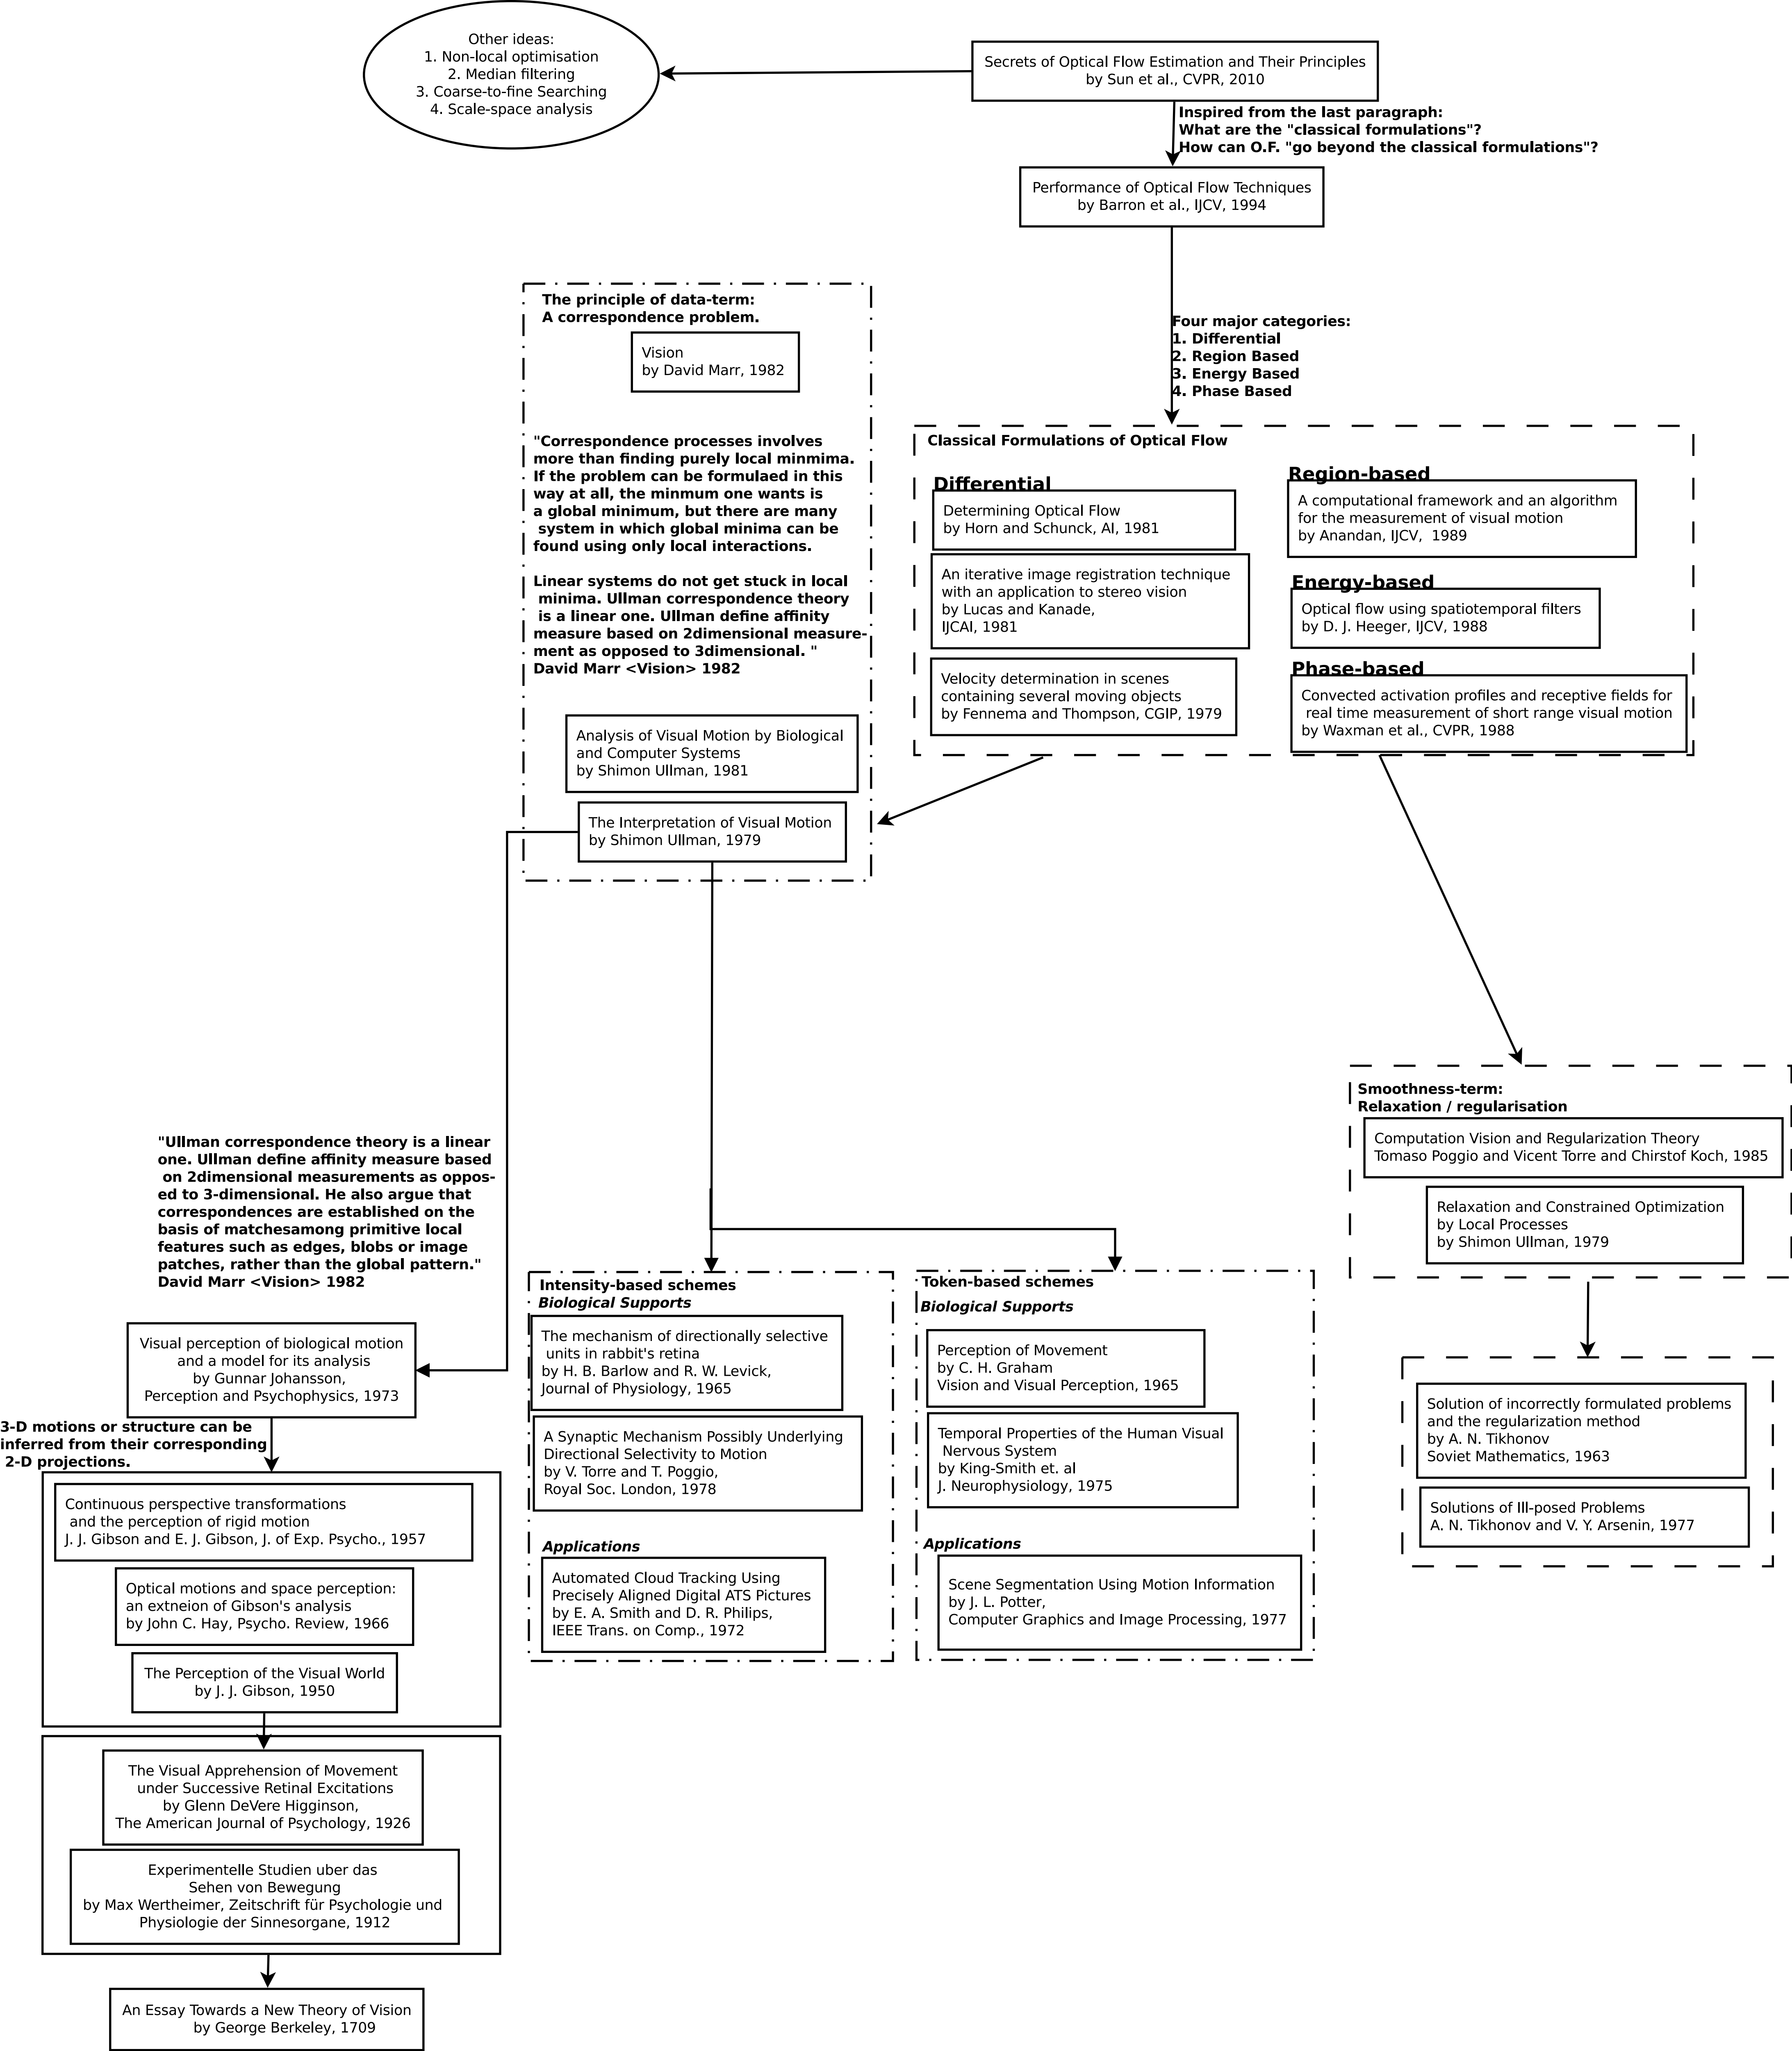 Other ideas:
1. Non-local optimisation
2. Median filtering
3. Coarse-to-fine Searching
4. Scale-space analysis
Secrets of Optical Flow Estimation and Their Principles
by Sun et al., CVPR, 2010
Inspired from the last paragraph:
What are the "classical formulations"?
How can O.F. "go beyond the classical formulations"?
Performance of Optical Flow Techniques
by Barron et al., IJCV, 1994
Four major categories:
1. Differential
2. Region Based
3. Energy Based
4. Phase Based
The principle of data-term:
A correspondence problem.
Vision
by David Marr, 1982
"Correspondence processes involves
more than finding purely local minmima.
If the problem can be formulaed in this
way at all, the minmum one wants is
a global minimum, but there are many
system in which global minima can be
found using only local interactions.
Linear systems do not get stuck in local
minima. Ullman correspondence theory
is a linear one. Ullman define affinity
measure based on 2dimensional measure-
ment as opposed to 3dimensional. "
David Marr <Vision> 1982
Analysis of Visual Motion by Biological
and Computer Systems
by Shimon Ullman, 1981
The Interpretation of Visual Motion
by Shimon Ullman, 1979
Classical Formulations of Optical Flow
Differential
Determining Optical Flow
by Horn and Schunck, AI, 1981
An iterative image registration technique
with an application to stereo vision
by Lucas and Kanade,
IJCAI, 1981
Velocity determination in scenes
containing several moving objects
by Fennema and Thompson, CGIP, 1979
Region-based
A computational framework and an algorithm
for the measurement of visual motion
by Anandan, IJCV, 1989
Energy-based
Optical flow using spatiotemporal filters
by D. J. Heeger, IJCV, 1988
Phase-based
Convected activation profiles and receptive fields for
real time measurement of short range visual motion
by Waxman et al., CVPR, 1988
Smoothness-term:
Relaxation / regularisation
Computation Vision and Regularization Theory
Tomaso Poggio and Vicent Torre and Chirstof Koch, 1985
Relaxation and Constrained Optimization
by Local Processes
by Shimon Ullman, 1979
Solution of incorrectly formulated problems
and the regularization method
by A. N. Tikhonov
Soviet Mathematics, 1963
Solutions of Ill-posed Problems
A. N. Tikhonov and V. Y. Arsenin, 1977
"Ullman correspondence theory is a linear
one. Ullman define affinity measure based
on 2dimensional measurements as oppos-
ed to 3-dimensional. He also argue that
correspondences are established on the
basis of matchesamong primitive local
features such as edges, blobs or image
patches, rather than the global pattern."
David Marr <Vision> 1982
Visual perception of biological motion
and a model for its analysis
by Gunnar Johansson,
Perception and Psychophysics, 1973
3-D motions or structure can be
inferred from their corresponding
2-D projections.
Continuous perspective transformations
and the perception of rigid motion
J. J. Gibson and E. J. Gibson, J. of Exp. Psycho., 1957
Optical motions and space perception:
an extneion of Gibson's analysis
by John C. Hay, Psycho. Review, 1966
The Perception of the Visual World
by J. J. Gibson, 1950
The Visual Apprehension of Movement
under Successive Retinal Excitations
by Glenn DeVere Higginson,
The American Journal of Psychology, 1926
Experimentelle Studien uber das
Sehen von Bewegung
by Max Wertheimer, Zeitschrift für Psychologie und
Physiologie der Sinnesorgane, 1912
An Essay Towards a New Theory of Vision
by George Berkeley, 1709
Intensity-based schemes
Biological Supports
The mechanism of directionally selective
units in rabbit's retina
by H. B. Barlow and R. W. Levick,
Journal of Physiology, 1965
A Synaptic Mechanism Possibly Underlying
Directional Selectivity to Motion
by V. Torre and T. Poggio,
Royal Soc. London, 1978
Applications
Automated Cloud Tracking Using
Precisely Aligned Digital ATS Pictures
by E. A. Smith and D. R. Philips,
IEEE Trans. on Comp., 1972
Token-based schemes
Biological Supports
Perception of Movement
by C. H. Graham
Vision and Visual Perception, 1965
Temporal Properties of the Human Visual
Nervous System
by King-Smith et. al
J. Neurophysiology, 1975
Applications
Scene Segmentation Using Motion Information
by J. L. Potter,
Computer Graphics and Image Processing, 1977